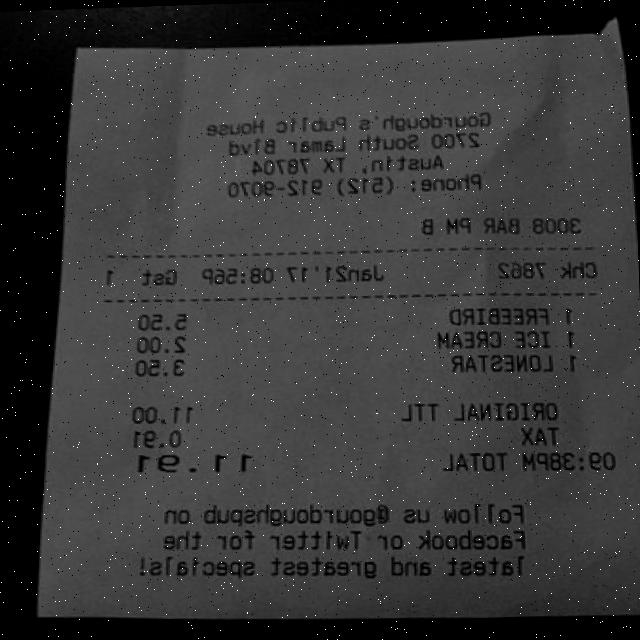 Gourdough's Public House
2700 South Lamar Blvd
Austin, TX 78704
Phone: (512) 912-9070
3008 BAR PM B
Chk 7862 Jan21'17 08:56P Gst 1
1 FREEBIRD 5.50
1 ICE CREAM 2.00
1 LONESTAR 3.50
ORIGINAL TTL 11.00
TAX 0.91
09:38PM TOTAL 11.91
Follow us @gourdoughspub on
Facebook or Twitter for the
latest and greatest specials!